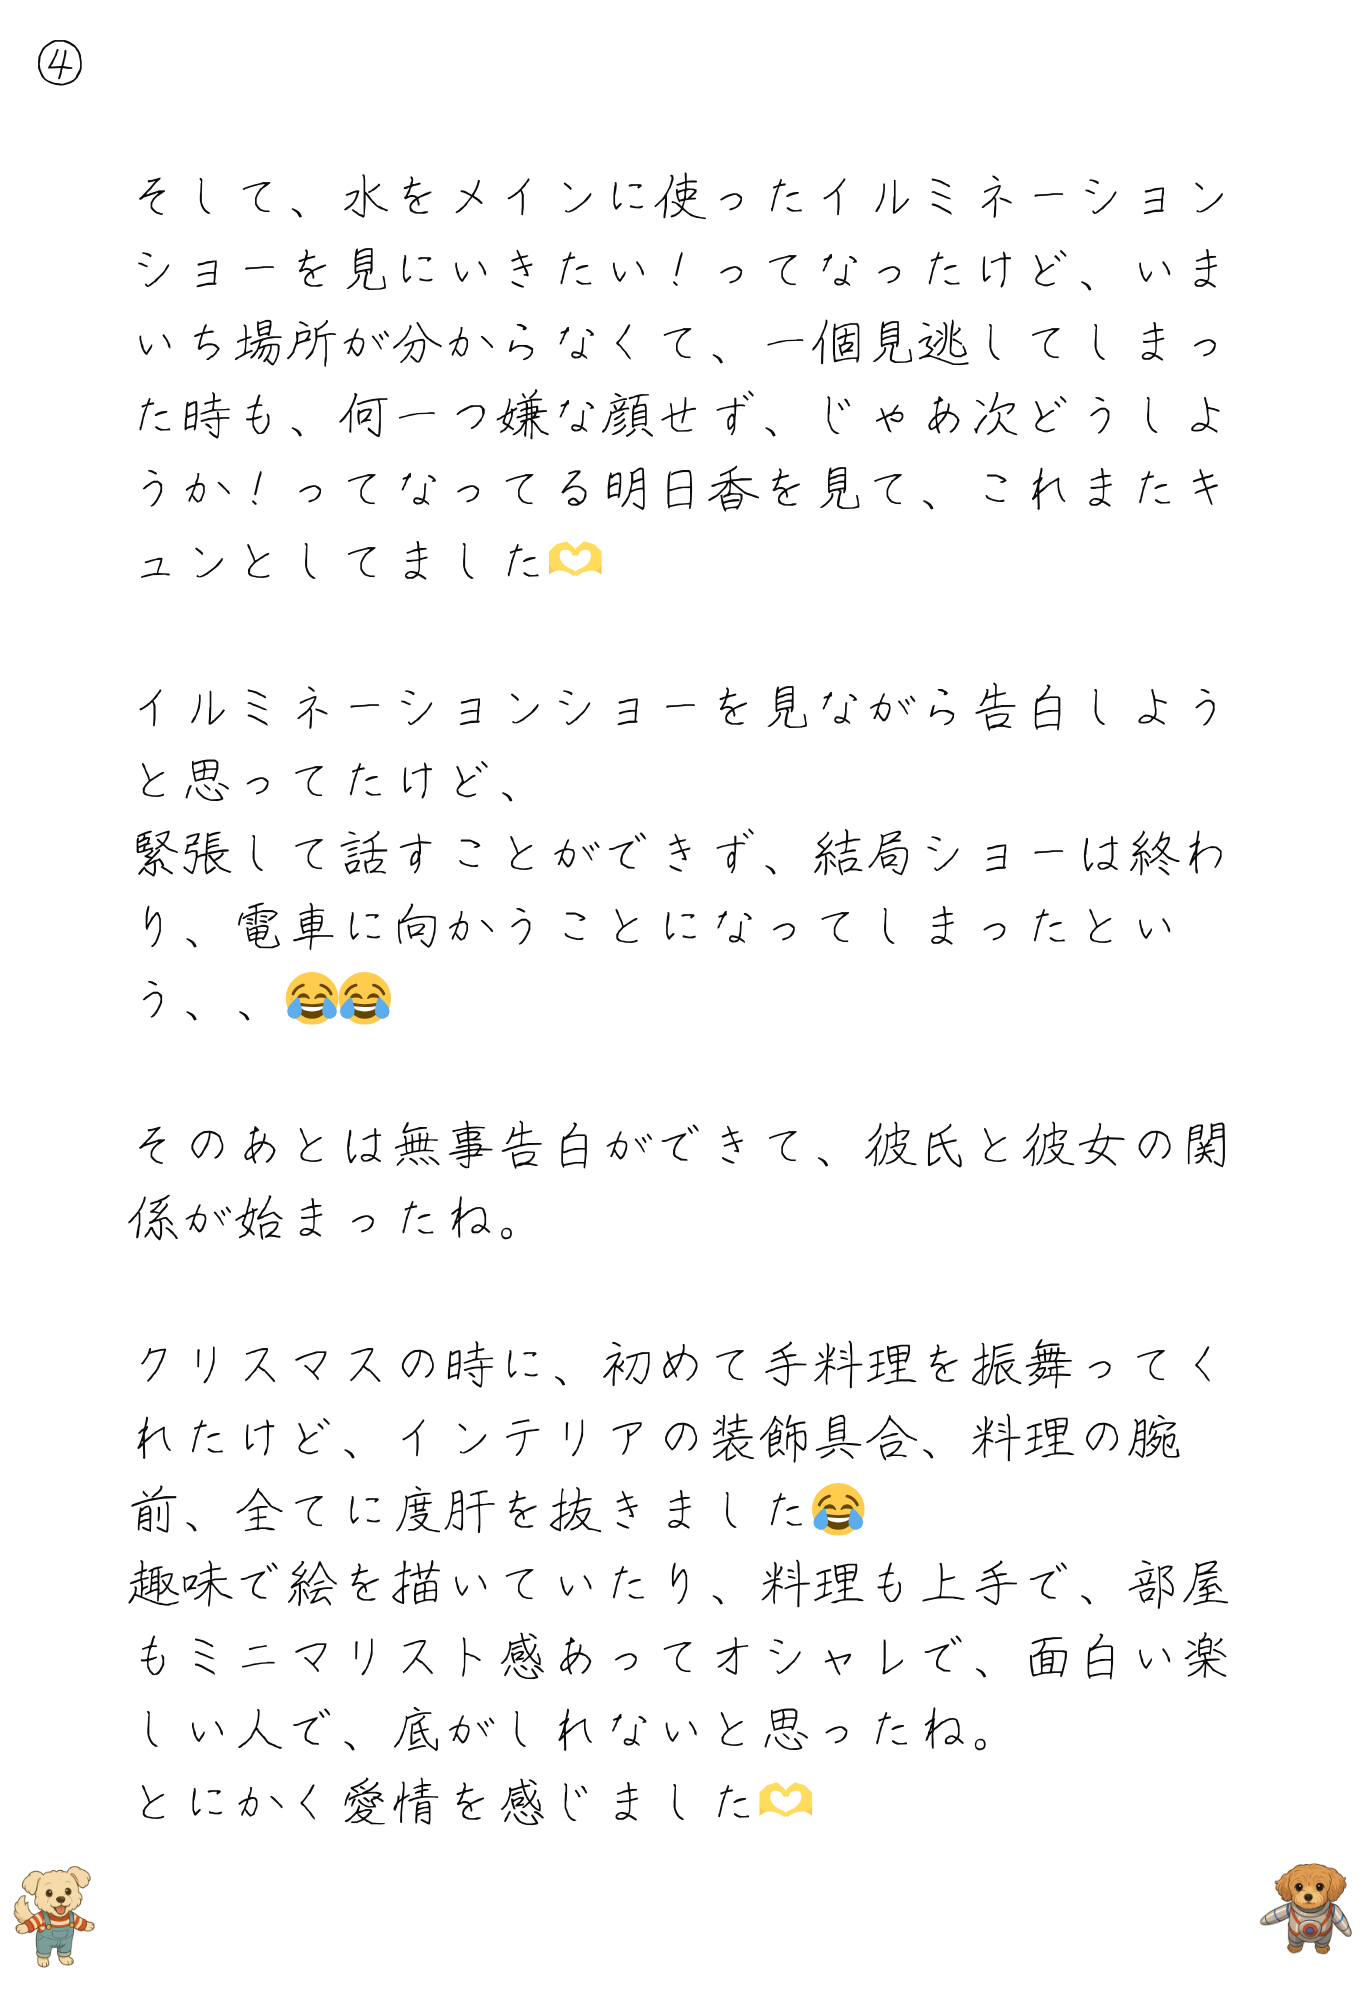 ④
そして、水をメインに使ったイルミネーション
ショーを見にいきたい！ってなったけど、いま
いち場所が分からなくて、一個見逃してしまっ
た時も、何一つ嫌な顔せず、じゃあ次どうしよ
うか！ってなってる明日香を見て、これまたキ
ュンとしてました🫶
イルミネーションショーを見ながら告白しよう
と思ってたけど、
緊張して話すことができず、結局ショーは終わ
り、電車に向かうことになってしまったとい
う、、😂😂
そのあとは無事告白ができて、彼氏と彼女の関
係が始まったね。
クリスマスの時に、初めて手料理を振舞ってく
れたけど、インテリアの装飾具合、料理の腕
前、全てに度肝を抜きました😂
趣味で絵を描いていたり、料理も上手で、部屋
もミニマリスト感あってオシャレで、面白い楽
しい人で、底がしれないと思ったね。
とにかく愛情を感じました🫶